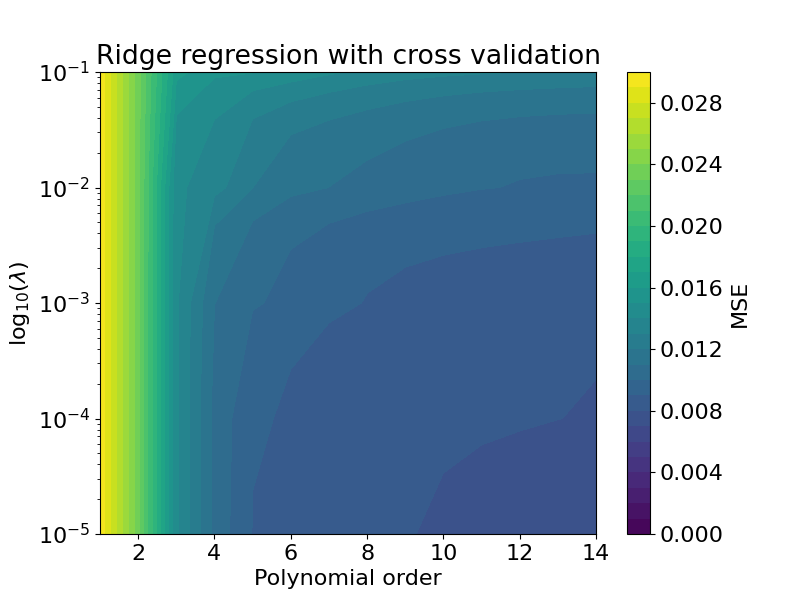 Ridge regression with cross validation
10⁻¹
10⁻²
10⁻³
10⁻⁴
10⁻⁵
log₁₀(λ)
2 4 6 8 10 12 14
Polynomial order
0.028
0.024
0.020
0.016
0.012
0.008
0.004
0.000
MSE